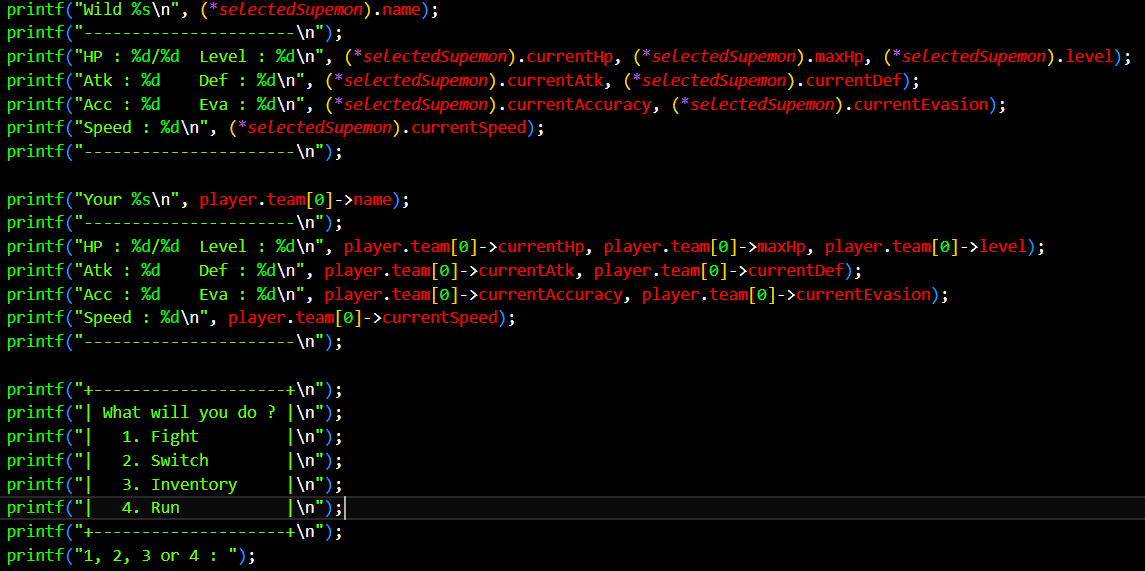 printf("Wild %s\n", (*selectedSupemon).name);
printf("----------------------\n");
printf("HP : %d/%d  Level : %d\n", (*selectedSupemon).currentHp, (*selectedSupemon).maxHp, (*selectedSupemon).level);
printf("Atk : %d    Def : %d\n", (*selectedSupemon).currentAtk, (*selectedSupemon).currentDef);
printf("Acc : %d    Eva : %d\n", (*selectedSupemon).currentAccuracy, (*selectedSupemon).currentEvasion);
printf("Speed : %d\n", (*selectedSupemon).currentSpeed);
printf("----------------------\n");

printf("Your %s\n", player.team[0]->name);
printf("----------------------\n");
printf("HP : %d/%d  Level : %d\n", player.team[0]->currentHp, player.team[0]->maxHp, player.team[0]->level);
printf("Atk : %d    Def : %d\n", player.team[0]->currentAtk, player.team[0]->currentDef);
printf("Acc : %d    Eva : %d\n", player.team[0]->currentAccuracy, player.team[0]->currentEvasion);
printf("Speed : %d\n", player.team[0]->currentSpeed);
printf("----------------------\n");

printf("+--------------------+\n");
printf("| What will you do ? |\n");
printf("|   1. Fight         |\n");
printf("|   2. Switch        |\n");
printf("|   3. Inventory     |\n");
printf("|   4. Run           |\n");
printf("+--------------------+\n");
printf("1, 2, 3 or 4 : ");